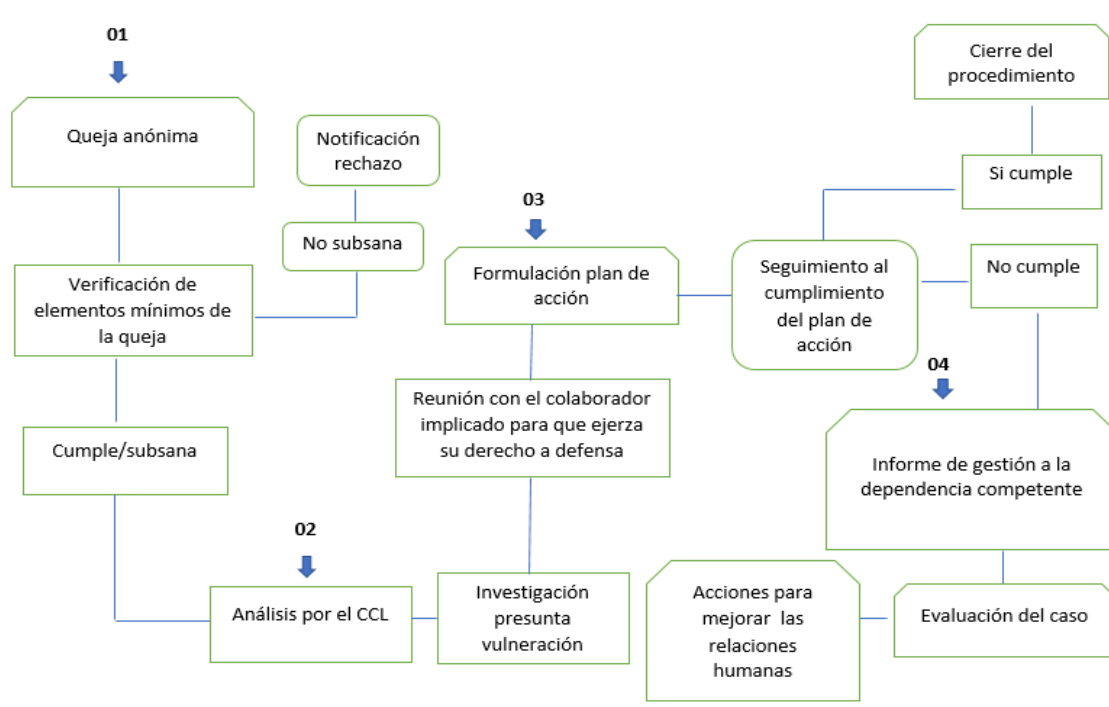 01
Queja anónima
Notificación
rechazo
No subsana
Verificación de
elementos mínimos de
la queja
Cumple/subsana
02
Análisis por el CCL
Investigación
presunta
vulneración
Reunión con el colaborador
implicado para que ejerza
su derecho a defensa
03
Formulación plan de
acción
Seguimiento al
cumplimiento
del plan de
acción
Si cumple
Cierre del
procedimiento
No cumple
04
Informe de gestión a la
dependencia competente
Evaluación del caso
Acciones para
mejorar las
relaciones
humanas